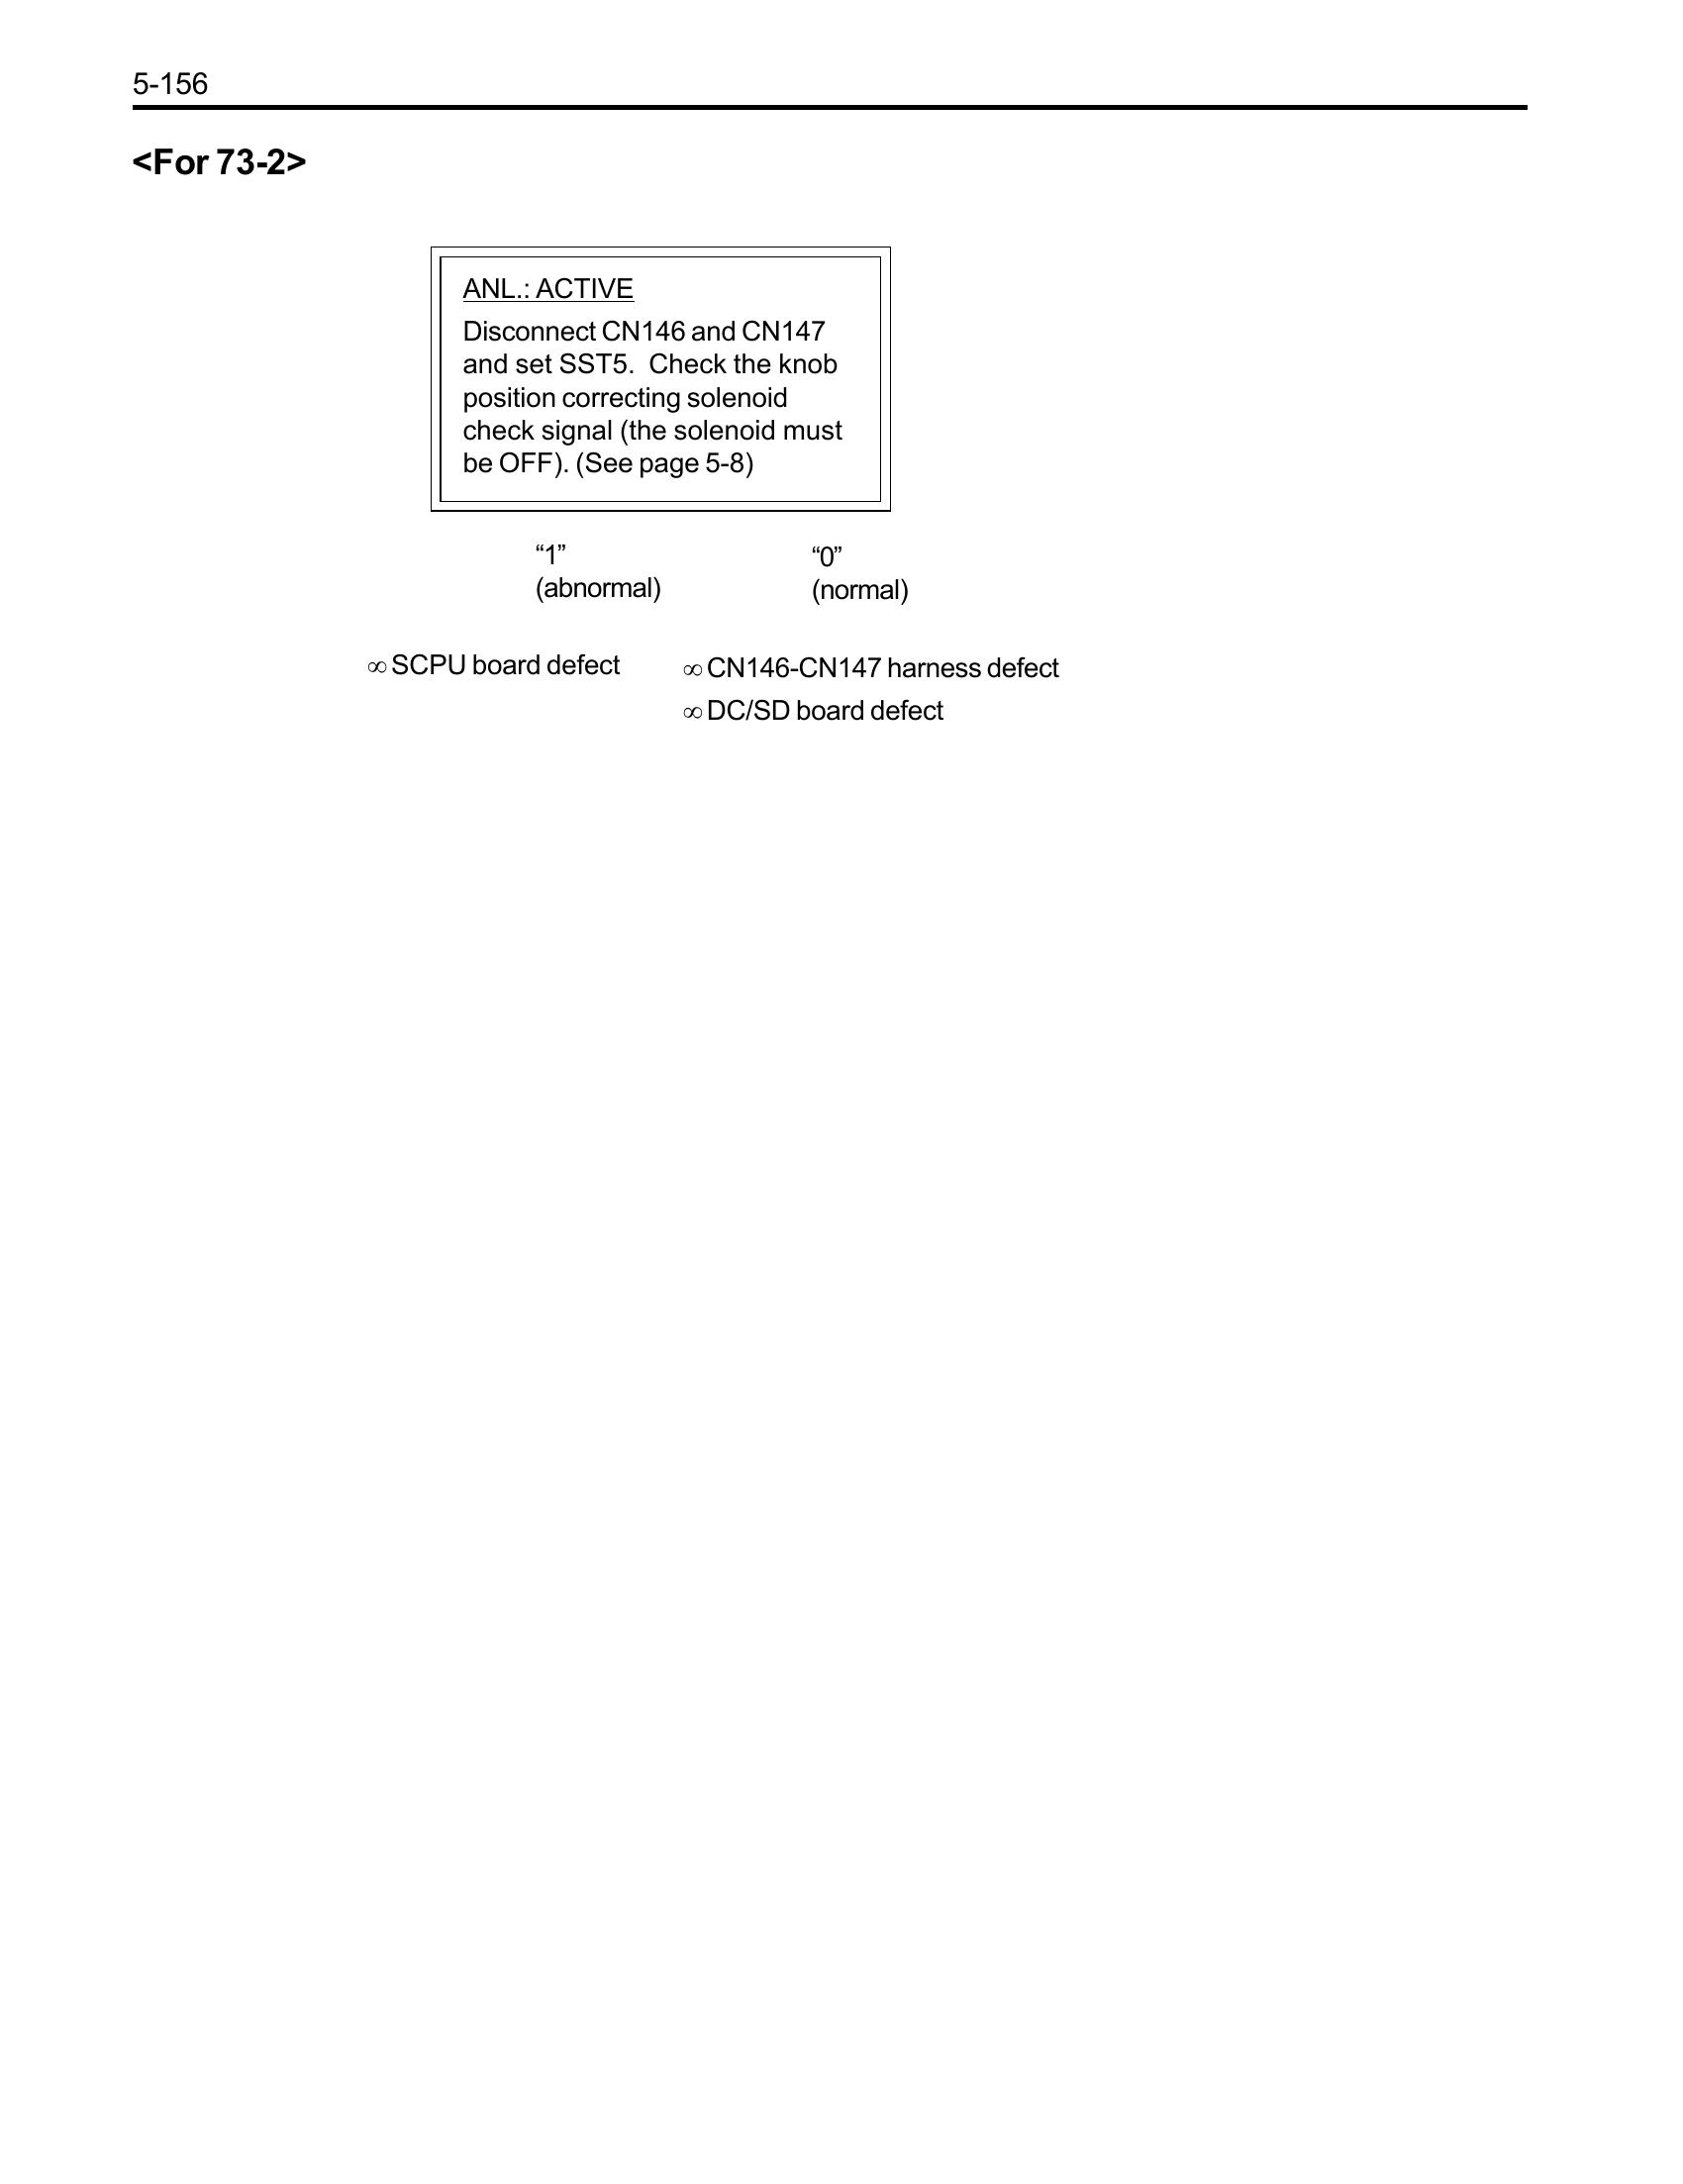 5-156
<For 73-2>
ANL.: ACTIVE
Disconnect CN146 and CN147
and set SST5.  Check the knob
position correcting solenoid
check signal (the solenoid must
be OFF). (See page 5-8)
“1”
(abnormal)
“0”
(normal)
∞ SCPU board defect
∞ CN146-CN147 harness defect
∞ DC/SD board defect